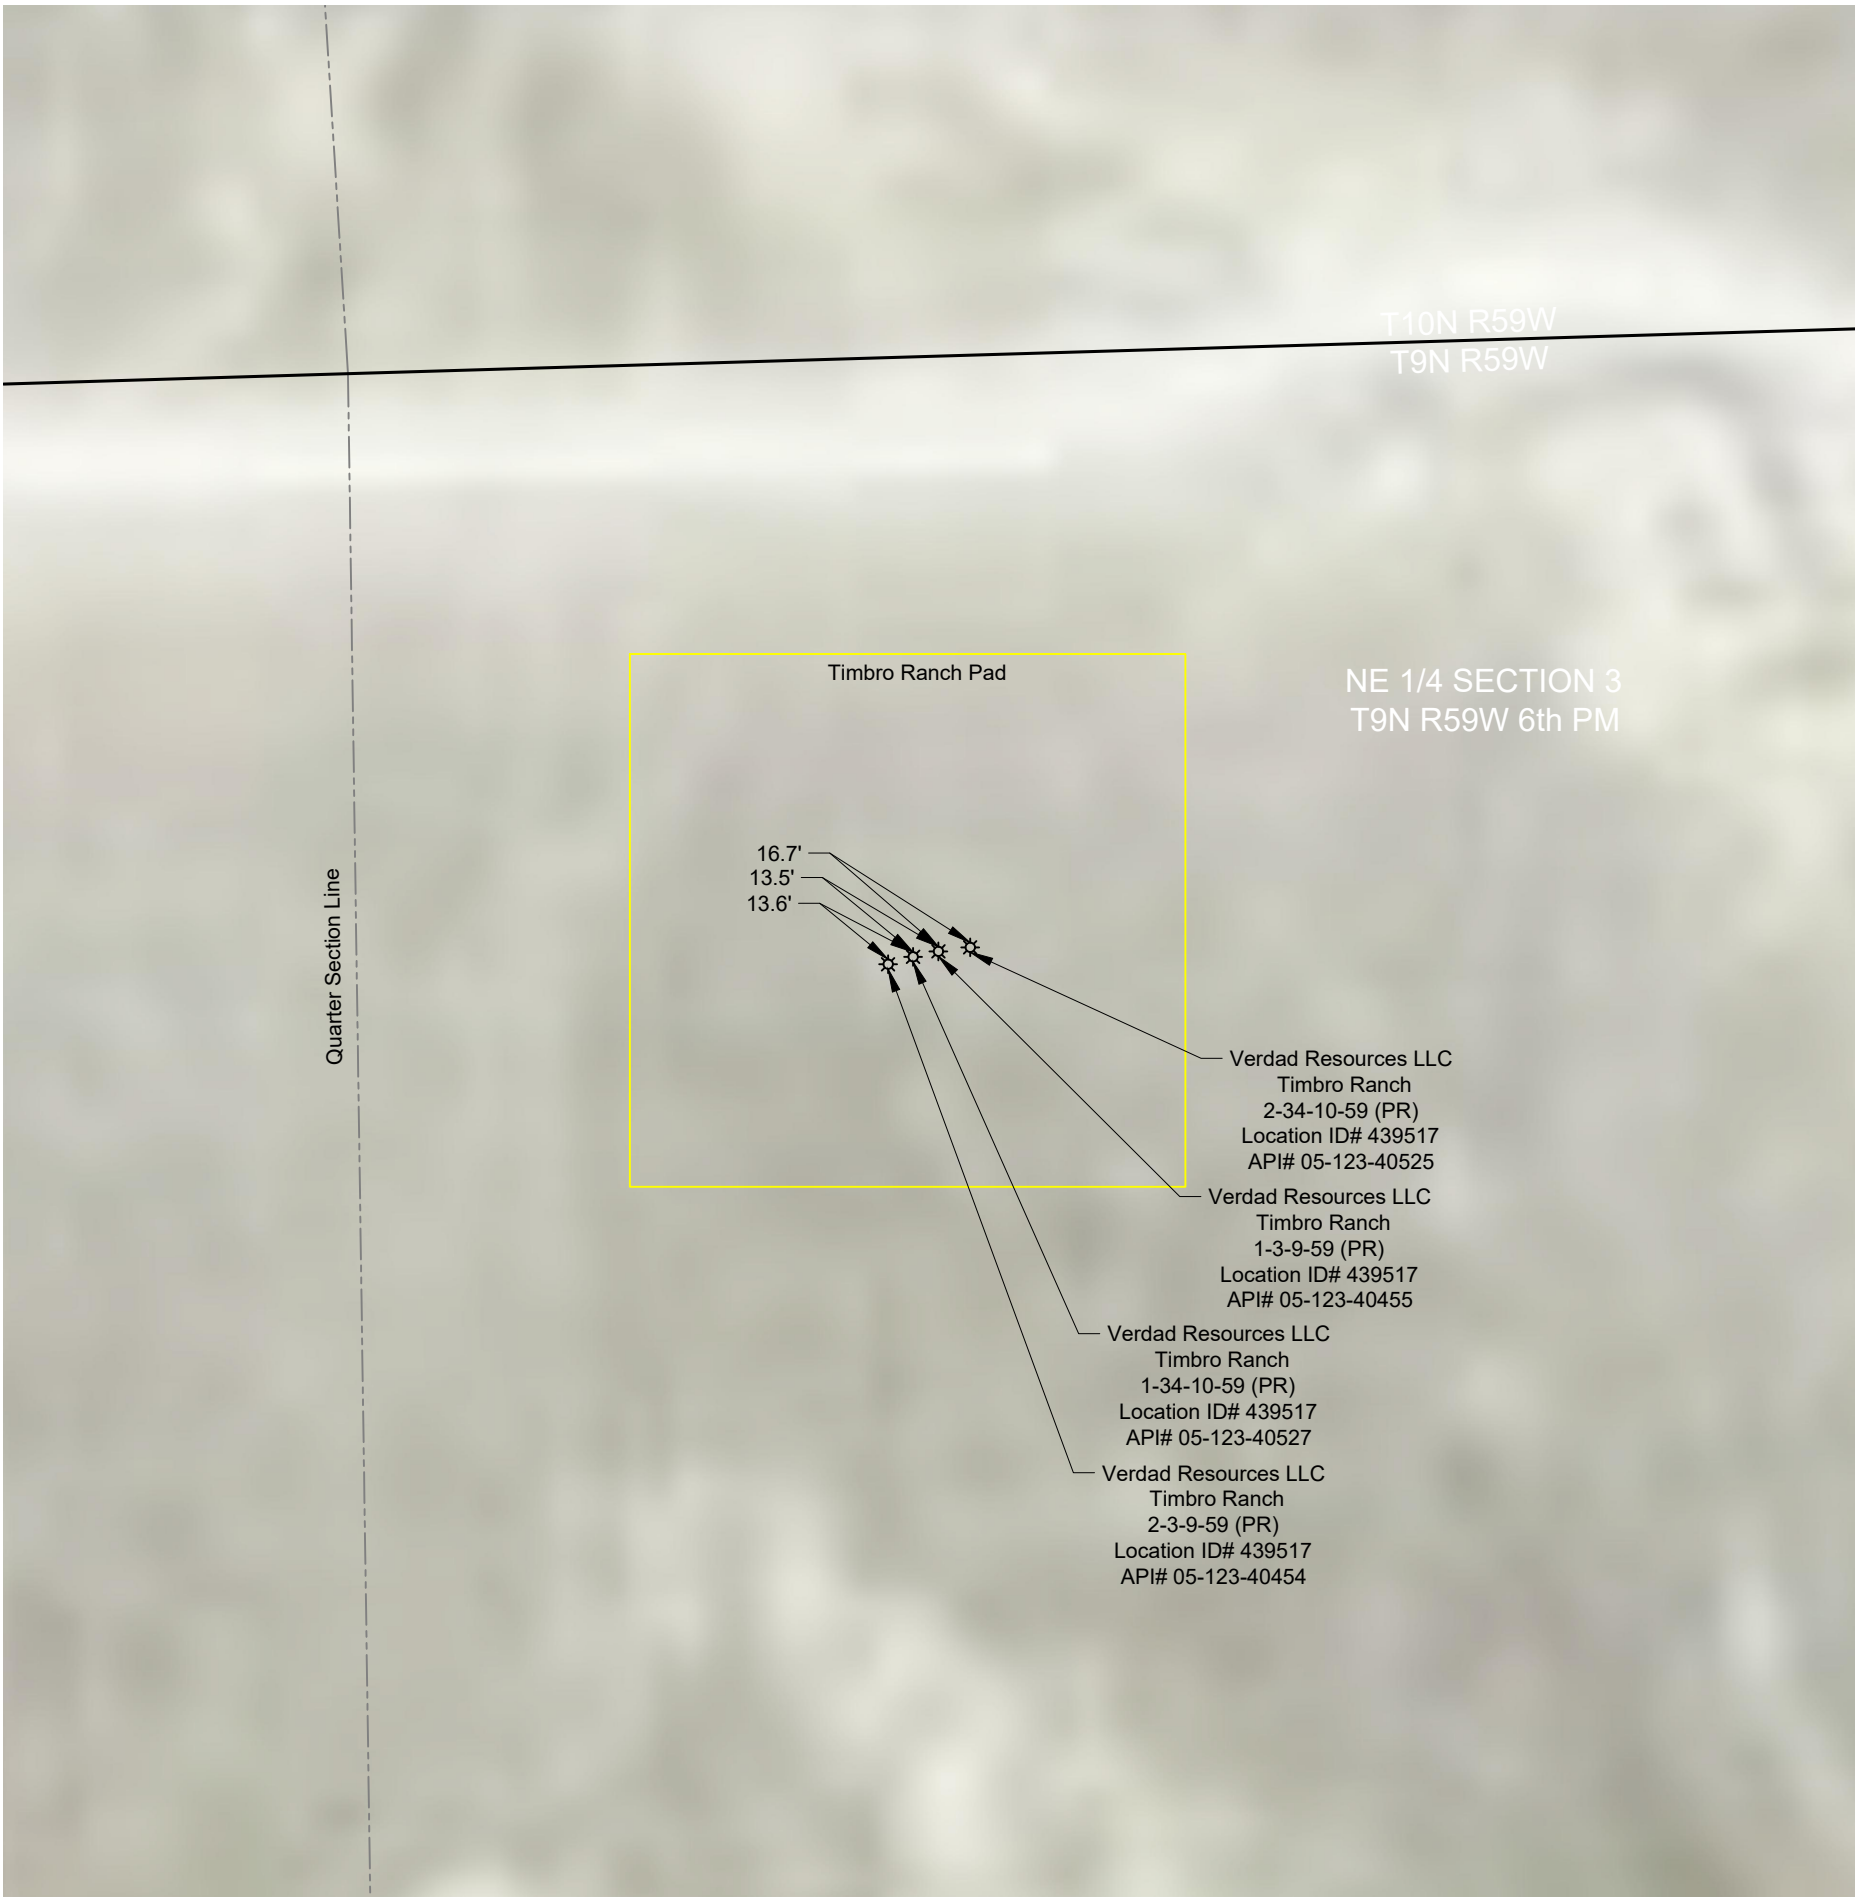 T10N R59W
T9N R59W
Timbro Ranch Pad
NE 1/4 SECTION 3
T9N R59W 6th PM
16.7'
13.5'
13.6'
Quarter Section Line
Verdad Resources LLC
Timbro Ranch
2-34-10-59 (PR)
Location ID# 439517
API# 05-123-40525
Verdad Resources LLC
Timbro Ranch
1-3-9-59 (PR)
Location ID# 439517
API# 05-123-40455
Verdad Resources LLC
Timbro Ranch
1-34-10-59 (PR)
Location ID# 439517
API# 05-123-40527
Verdad Resources LLC
Timbro Ranch
2-3-9-59 (PR)
Location ID# 439517
API# 05-123-40454